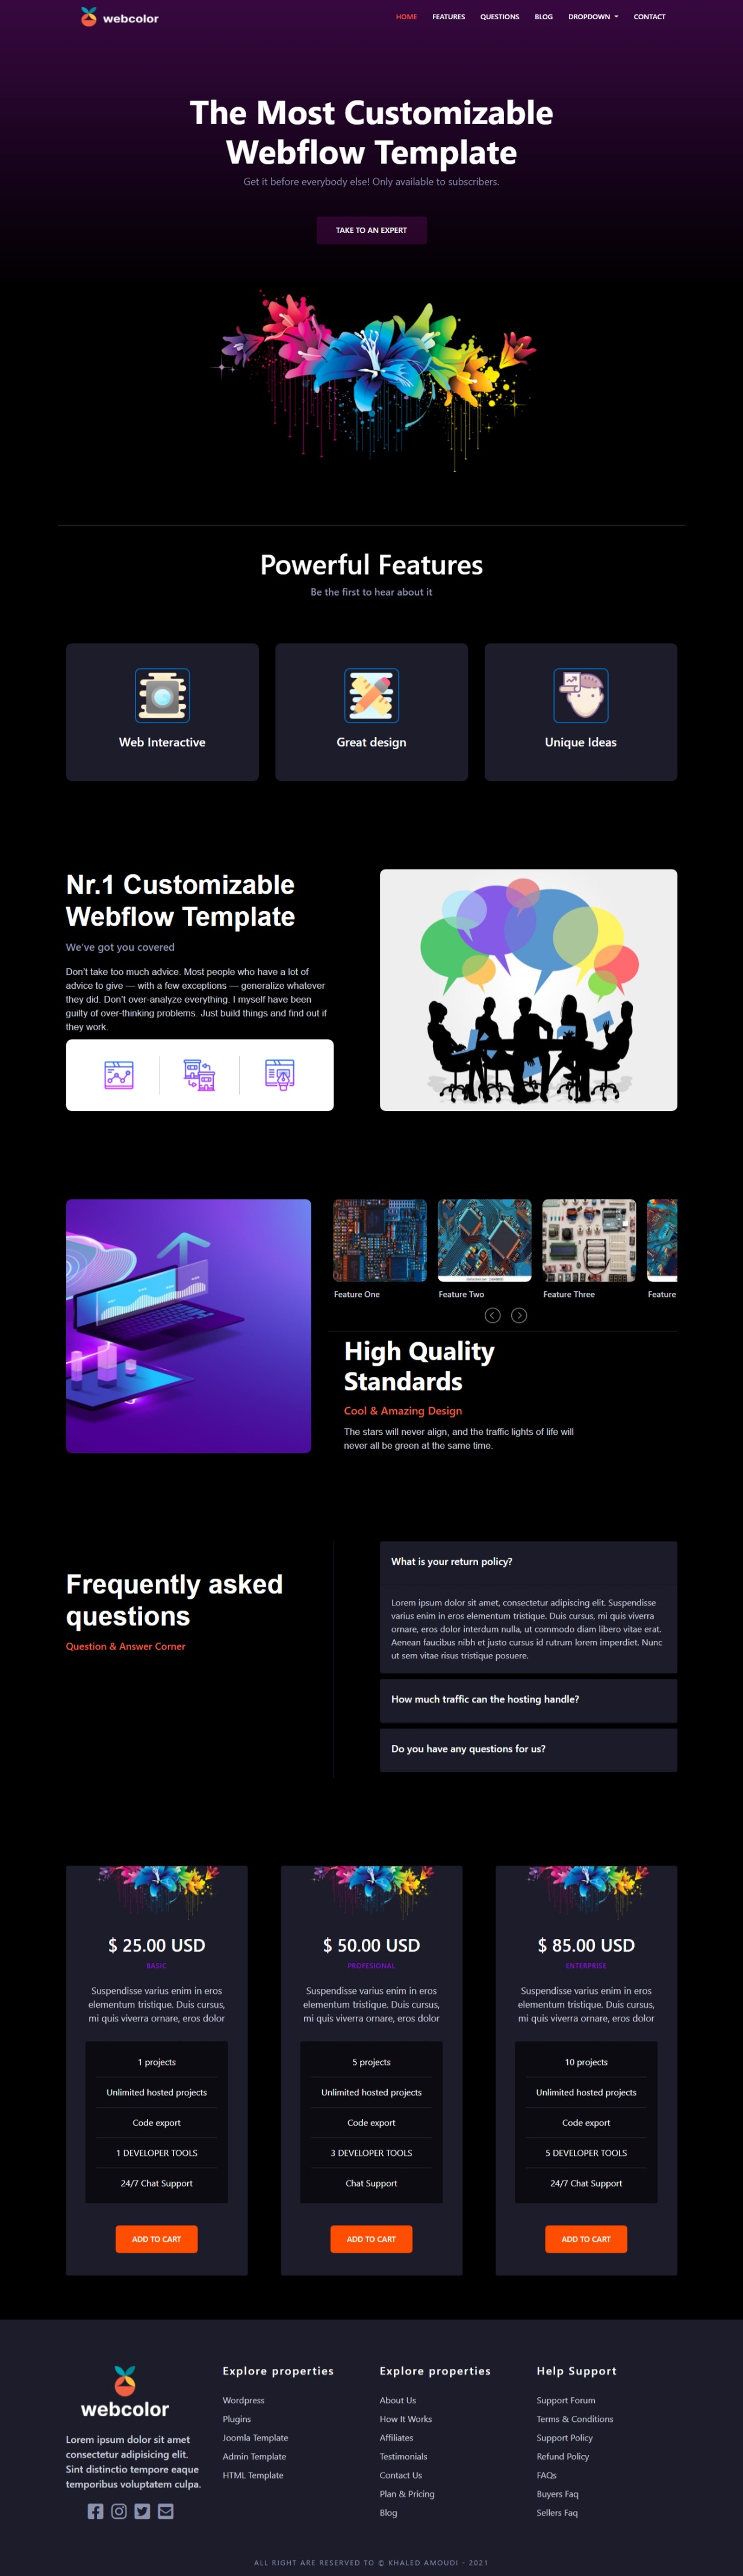 webcolor
HOME FEATURES QUESTIONS BLOG DROPDOWN CONTACT
The Most Customizable
Webflow Template
Get it before everybody else! Only available to subscribers.
TAKE TO AN EXPERT
Powerful Features
Be the first to hear about it
Web Interactive
Great design
Unique Ideas
Nr.1 Customizable
Webflow Template
We've got you covered
Don't take too much advice. Most people who have a lot of
advice to give — with a few exceptions — generalize whatever
they did. Don't over-analyze everything. I myself have been
guilty of over-thinking problems. Just build things and find out if
they work.
Feature One
Feature Two
Feature Three
Feature
High Quality
Standards
Cool & Amazing Design
The stars will never align, and the traffic lights of life will
never all be green at the same time.
Frequently asked
questions
Question & Answer Corner
What is your return policy?
Lorem ipsum dolor sit amet, consectetur adipiscing elit. Suspendisse
varius enim in eros elementum tristique. Duis cursus, mi quis viverra
ornare, eros dolor interdum nulla, ut commodo diam libero vitae erat.
Aenean faucibus nibh et justo cursus id rutrum lorem imperdiet. Nunc
ut sem vitae risus tristique posuere.
How much traffic can the hosting handle?
Do you have any questions for us?
$ 25.00 USD
BASIC
Suspendisse varius enim in eros
elementum tristique. Duis cursus,
mi quis viverra ornare, eros dolor
1 projects
Unlimited hosted projects
Code export
1 DEVELOPER TOOLS
24/7 Chat Support
ADD TO CART
$ 50.00 USD
PROFESIONAL
Suspendisse varius enim in eros
elementum tristique. Duis cursus,
mi quis viverra ornare, eros dolor
5 projects
Unlimited hosted projects
Code export
3 DEVELOPER TOOLS
Chat Support
ADD TO CART
$ 85.00 USD
ENTERPRISE
Suspendisse varius enim in eros
elementum tristique. Duis cursus,
mi quis viverra ornare, eros dolor
10 projects
Unlimited hosted projects
Code export
5 DEVELOPER TOOLS
24/7 Chat Support
ADD TO CART
webcolor
Lorem ipsum dolor sit amet
consectetur adipisicing elit.
Sint distinctio tempore eaque
temporibus voluptatem culpa.
Explore properties
Wordpress
Plugins
Joomla Template
Admin Template
HTML Template
Explore properties
About Us
How It Works
Affiliates
Testimonials
Contact Us
Plan & Pricing
Blog
Help Support
Support Forum
Terms & Conditions
Support Policy
Refund Policy
FAQs
Buyers Faq
Sellers Faq
ALL RIGHT ARE RESERVED TO © KHALED AMOUDI - 2021